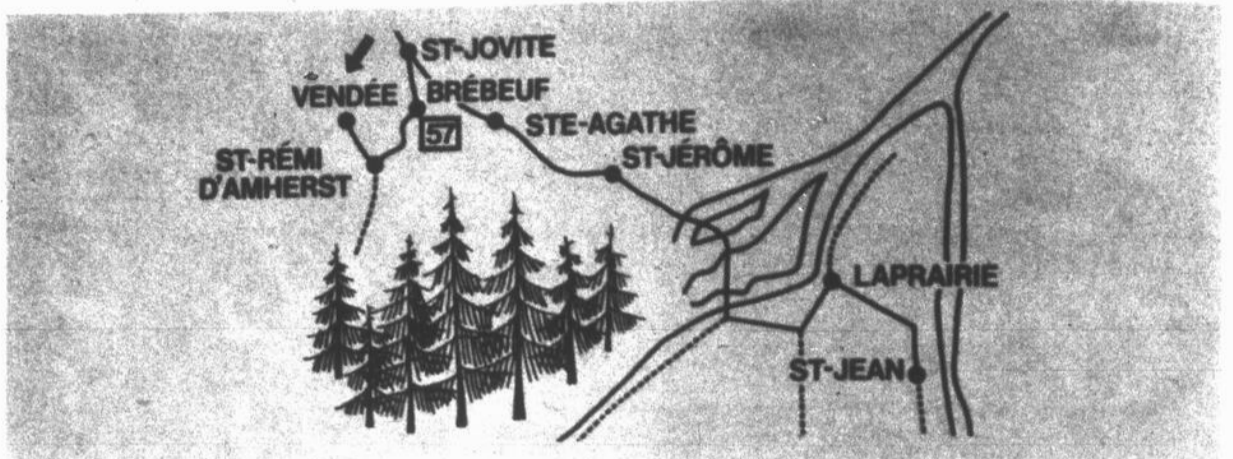 ST-JOVITE
VENDÉE
BRÉBEUF
57
STE-AGATHE
ST-RÉMI
D'AMHERST
ST-JÉRÔME
LAPRAIRIE
ST-JEAN